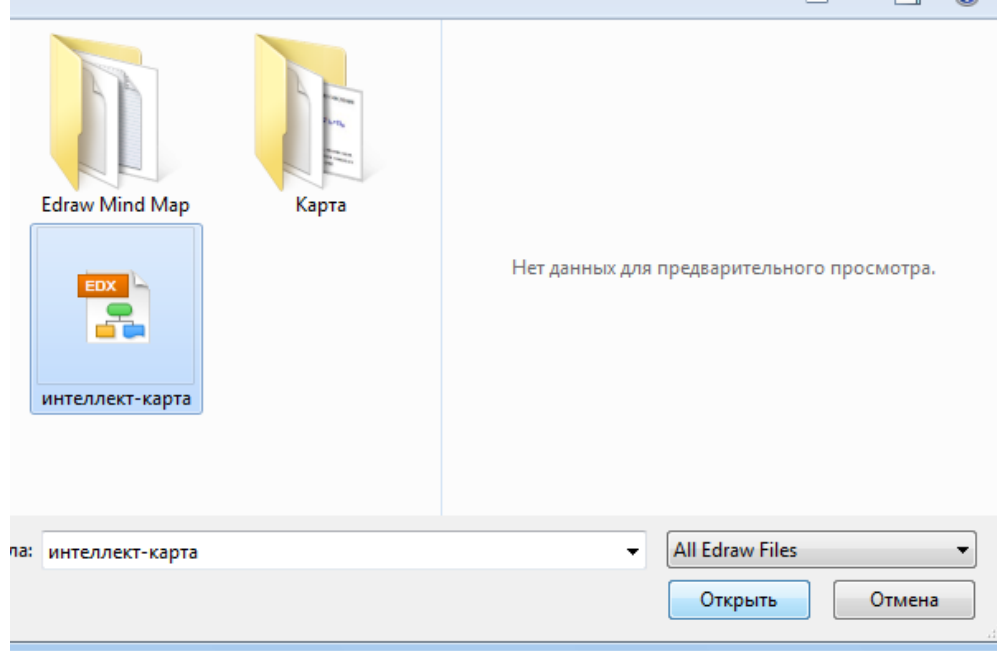 Edraw Mind Map
Карта
EDX
интеллект-карта
Нет данных для предварительного просмотра.
ла: интеллект-карта
All Edraw Files
Открыть
Отмена